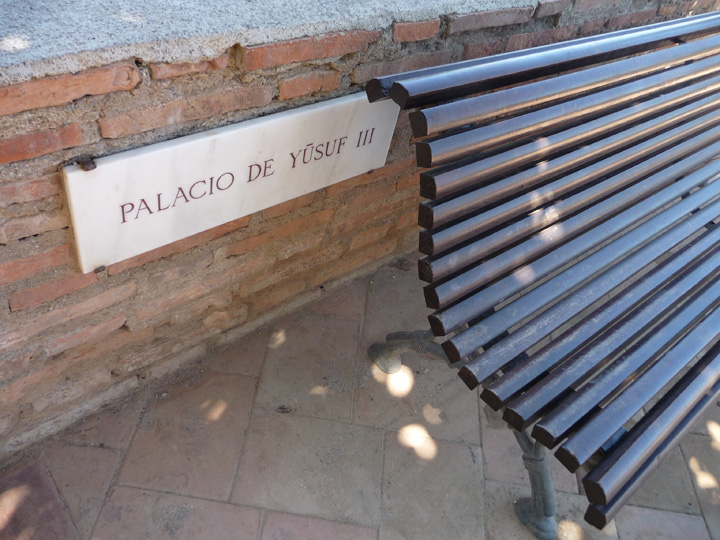 PALACIO DE YŪSUF III